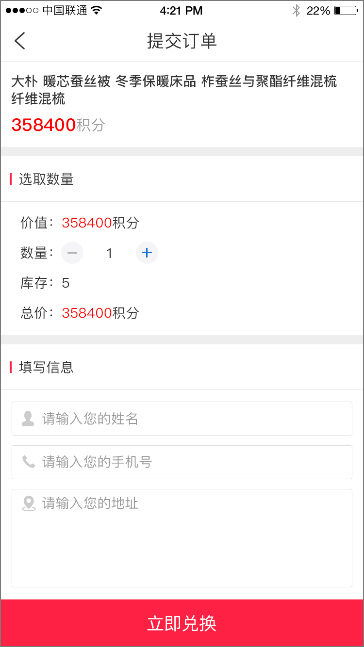 中国联通 4:21 PM 22%
提交订单
大朴 暖芯蚕丝被 冬季保暖床品 柞蚕丝与聚酯纤维混梳
纤维混梳
358400积分
选取数量
价值：358400积分
数量：− 1 +
库存：5
总价：358400积分
填写信息
请输入您的姓名
请输入您的手机号
请输入您的地址
立即兑换